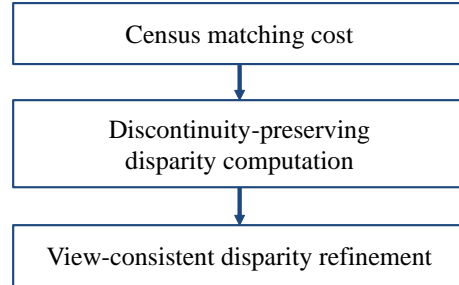 Census matching cost
Discontinuity-preserving
disparity computation
View-consistent disparity refinement